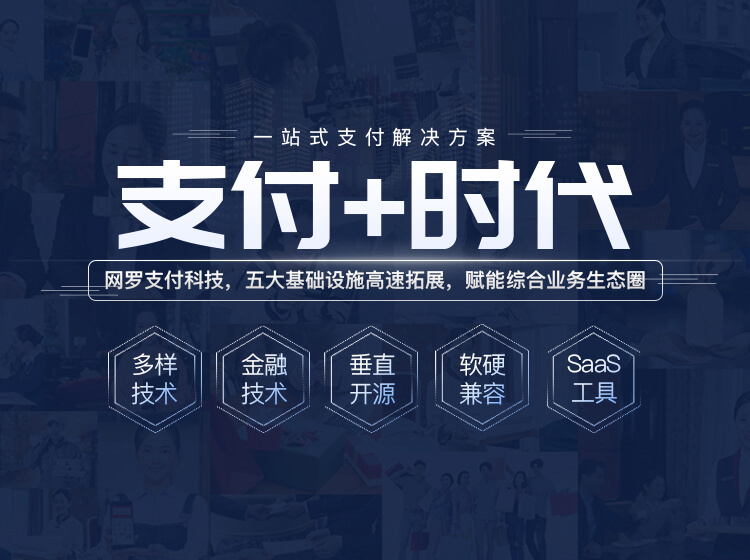 一站式支付解决方案
支付+时代
网罗支付科技，五大基础设施高速拓展，赋能综合业务生态圈
多样
技术
金融
技术
垂直
开源
软硬
兼容
SaaS
工具